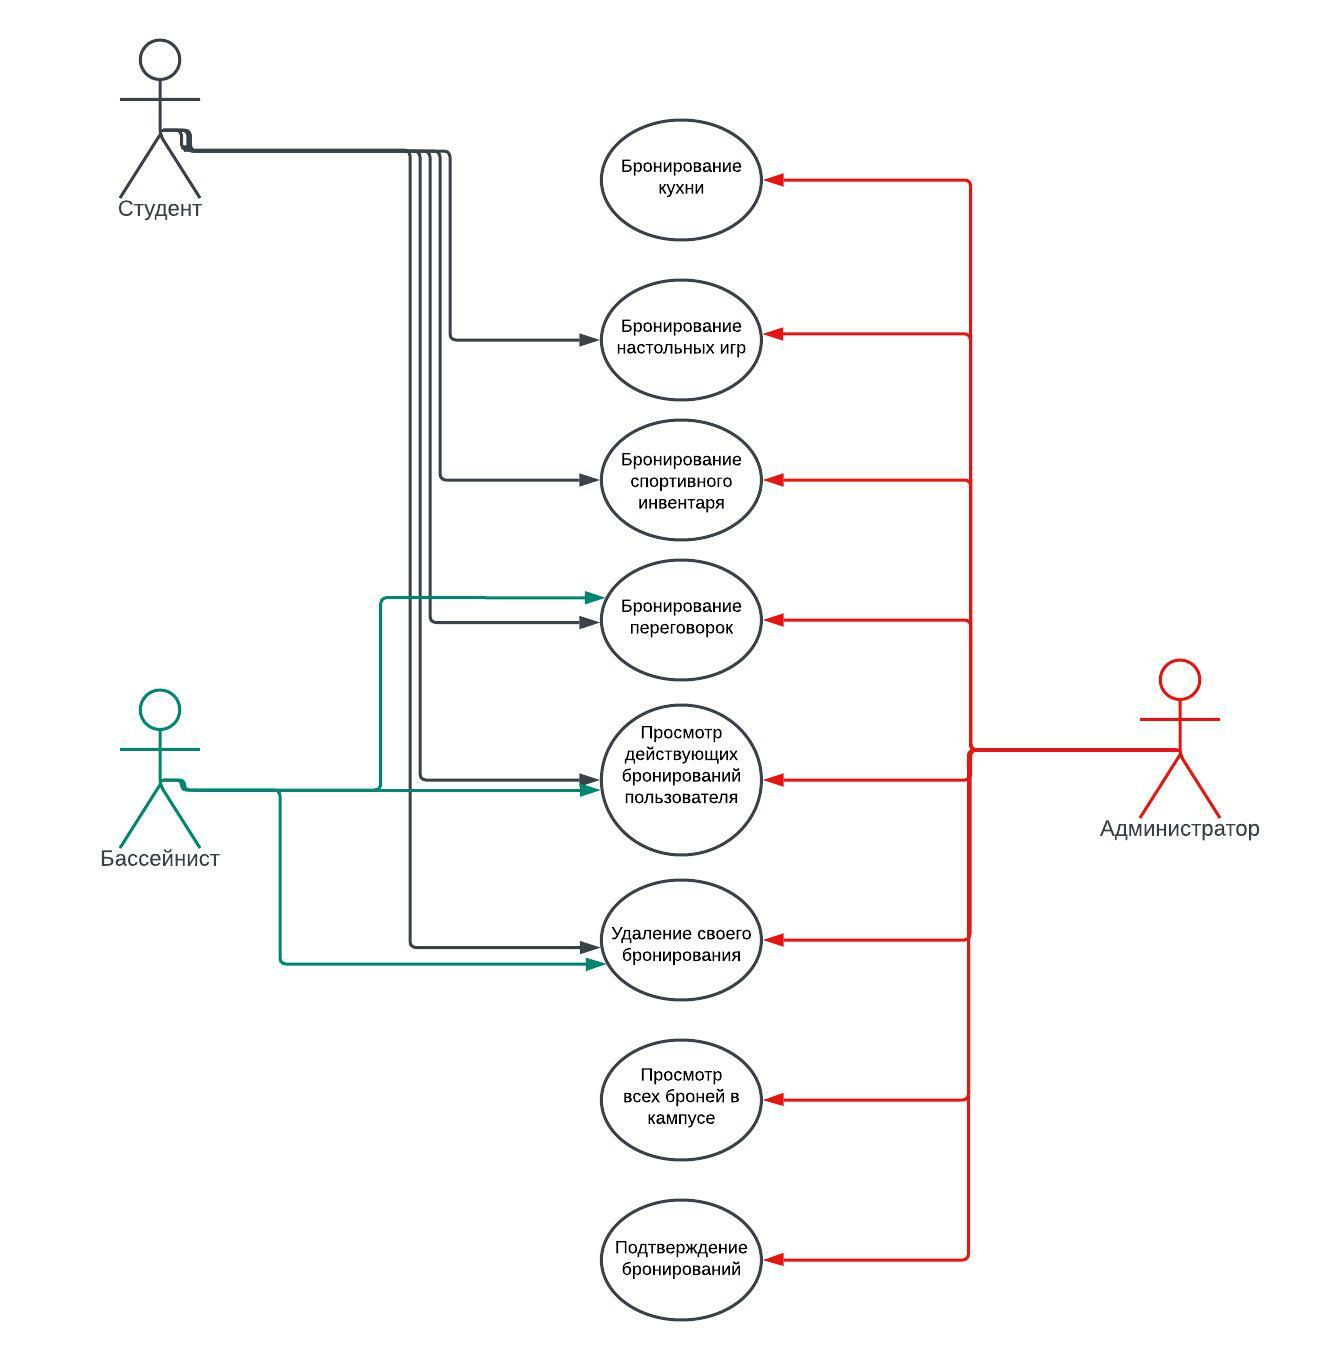 Студент
Бронирование
кухни
Бронирование
настольных игр
Бронирование
спортивного
инвентаря
Бронирование
переговорок
Просмотр
действующих
бронирований
пользователя
Бассейнист
Администратор
Удаление своего
бронирования
Просмотр
всех броней в
кампусе
Подтверждение
бронирований